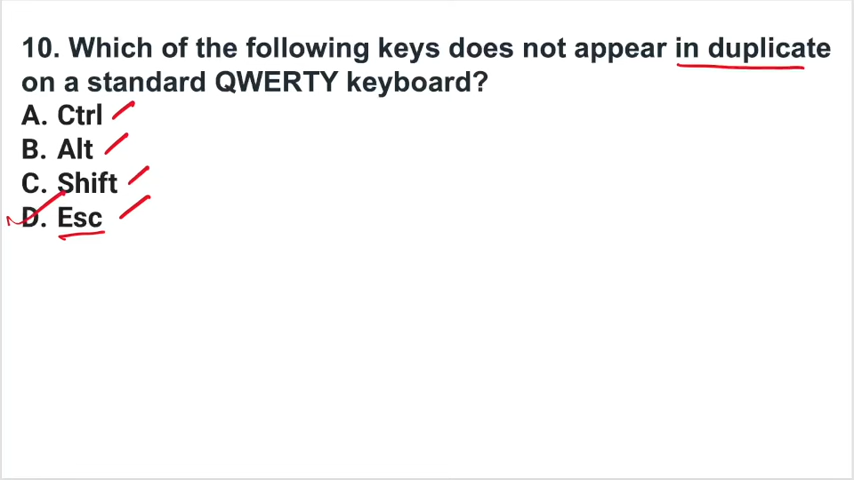 10. Which of the following keys does not appear in duplicate
on a standard QWERTY keyboard?
A. Ctrl
B. Alt
C. Shift
D. Esc